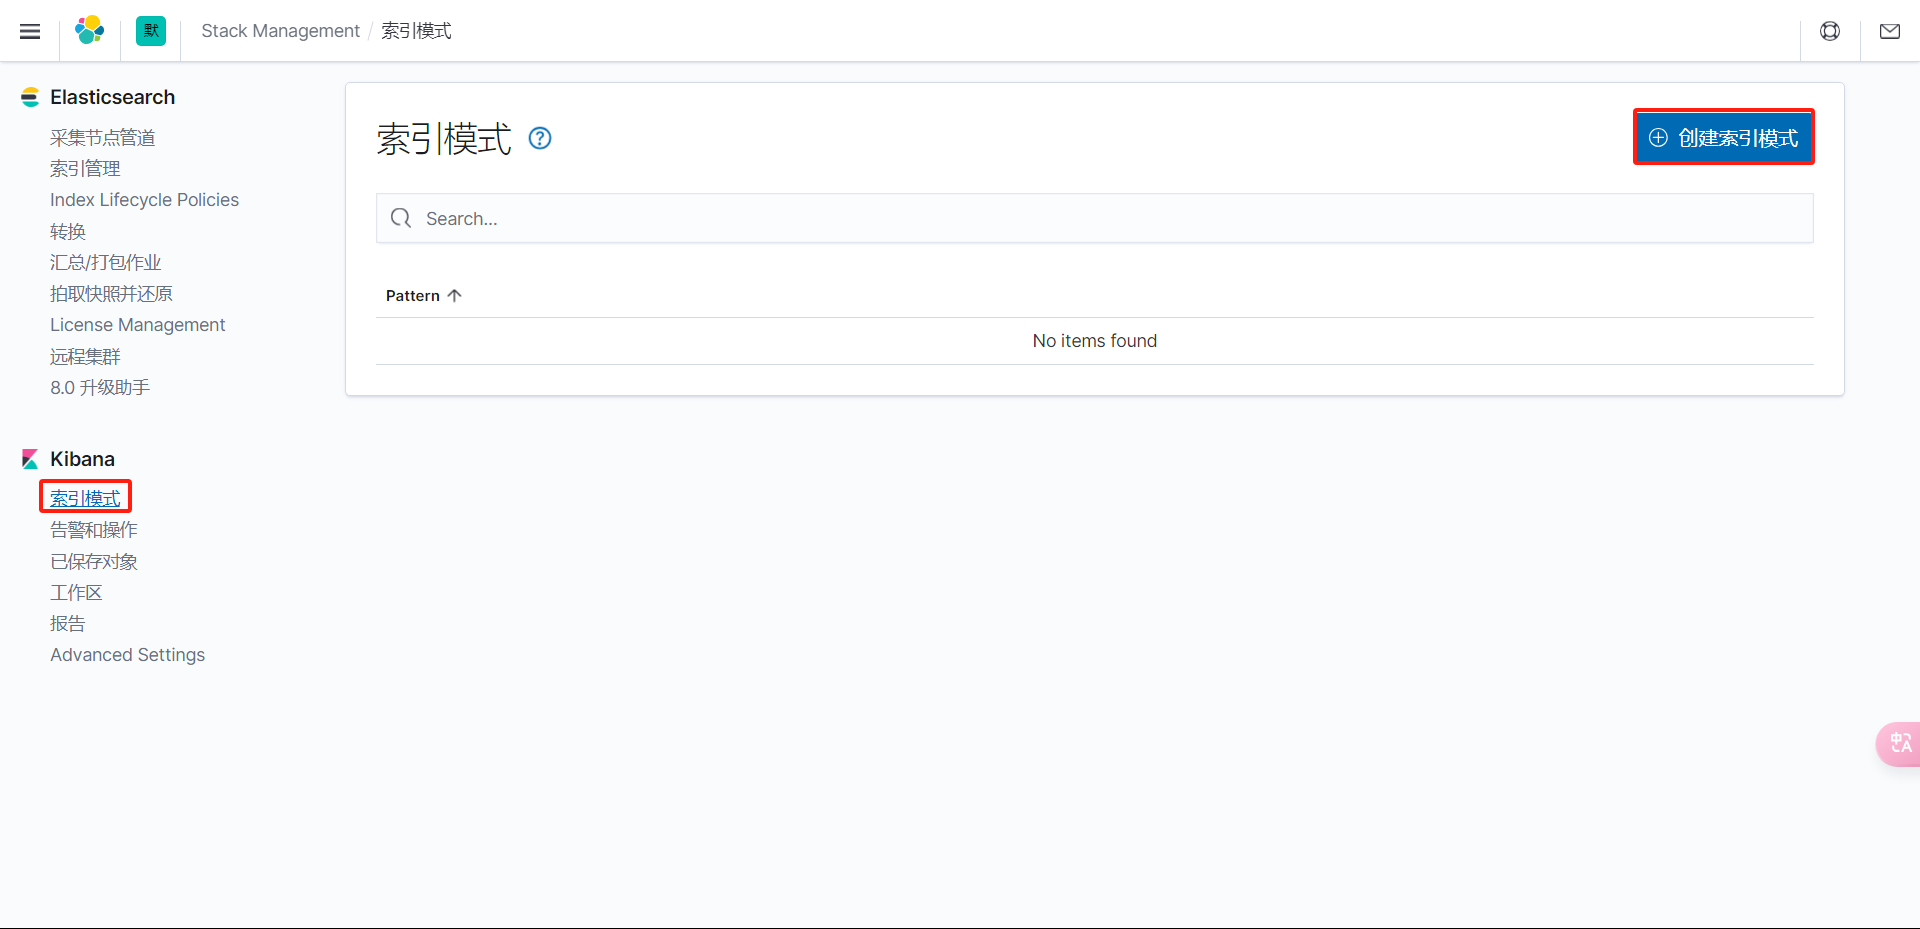 默
Stack Management / 索引模式
Elasticsearch
采集节点管道
索引管理
Index Lifecycle Policies
转换
汇总/打包作业
拍取快照并还原
License Management
远程集群
8.0 升级助手
Kibana
索引模式
告警和操作
已保存对象
工作区
报告
Advanced Settings
索引模式
创建索引模式
Search...
Pattern
No items found
中A